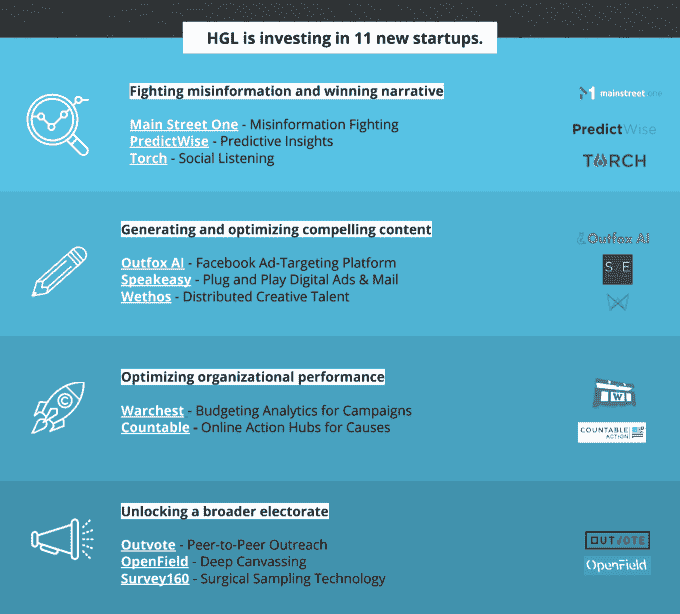 HGL is investing in 11 new startups.
Fighting misinformation and winning narrative
Main Street One - Misinformation Fighting
PredictWise - Predictive Insights
Torch - Social Listening
mainstreet one
PredictWise
TORCH
Generating and optimizing compelling content
Outfox AI - Facebook Ad-Targeting Platform
Speakeasy - Plug and Play Digital Ads & Mail
Wethos - Distributed Creative Talent
Outfox AI
S/E
Optimizing organizational performance
Warchest - Budgeting Analytics for Campaigns
Countable - Online Action Hubs for Causes
W
COUNTABLE
ACTION
Unlocking a broader electorate
Outvote - Peer-to-Peer Outreach
OpenField - Deep Canvassing
Survey160 - Surgical Sampling Technology
OUTVOTE
OpenField